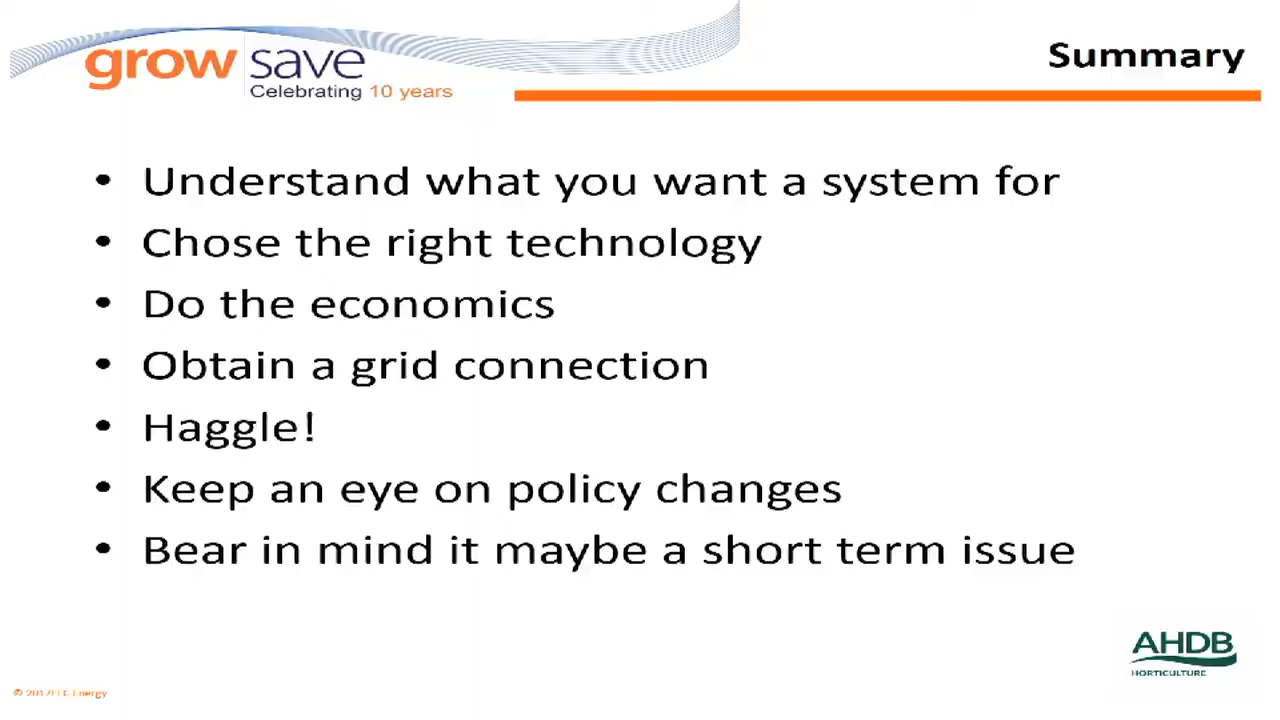 grow save
Celebrating 10 years
Summary
• Understand what you want a system for
• Chose the right technology
• Do the economics
• Obtain a grid connection
• Haggle!
• Keep an eye on policy changes
• Bear in mind it maybe a short term issue
AHDB
HORTICULTURE
© 2017 Energy